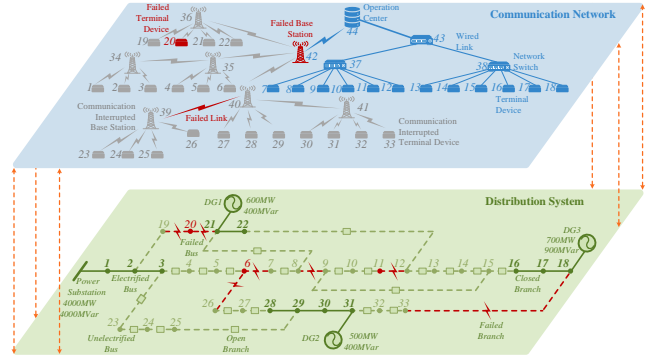 Communication Network
Failed
Terminal
Device
36
19
20
21
22
Failed Base
Station
42
Operation
Center
44
Wired
Link
43
34
35
37
38
Network
Switch
1
2
3
4
5
6
7
8
9
10
11
12
13
14
15
16
17
18
Terminal
Device
Communication
Interrupted
Base Station
39
Failed Link
40
41
Communication
Interrupted
Terminal Device
23
24
25
26
27
28
29
30
31
32
33
Distribution System
DG1
600MW
400MVar
19
20
21
22
Failed
Bus
DG3
700MW
900MVar
1
2
3
4
5
6
7
8
9
10
11
12
13
14
15
16
17
18
Power
Substation
4000MW
4000MVar
Electrified
Bus
Closed
Branch
26
27
28
29
30
31
32
33
23
24
25
Unelectrified
Bus
Open
Branch
DG2
500MW
400MVar
Failed
Branch